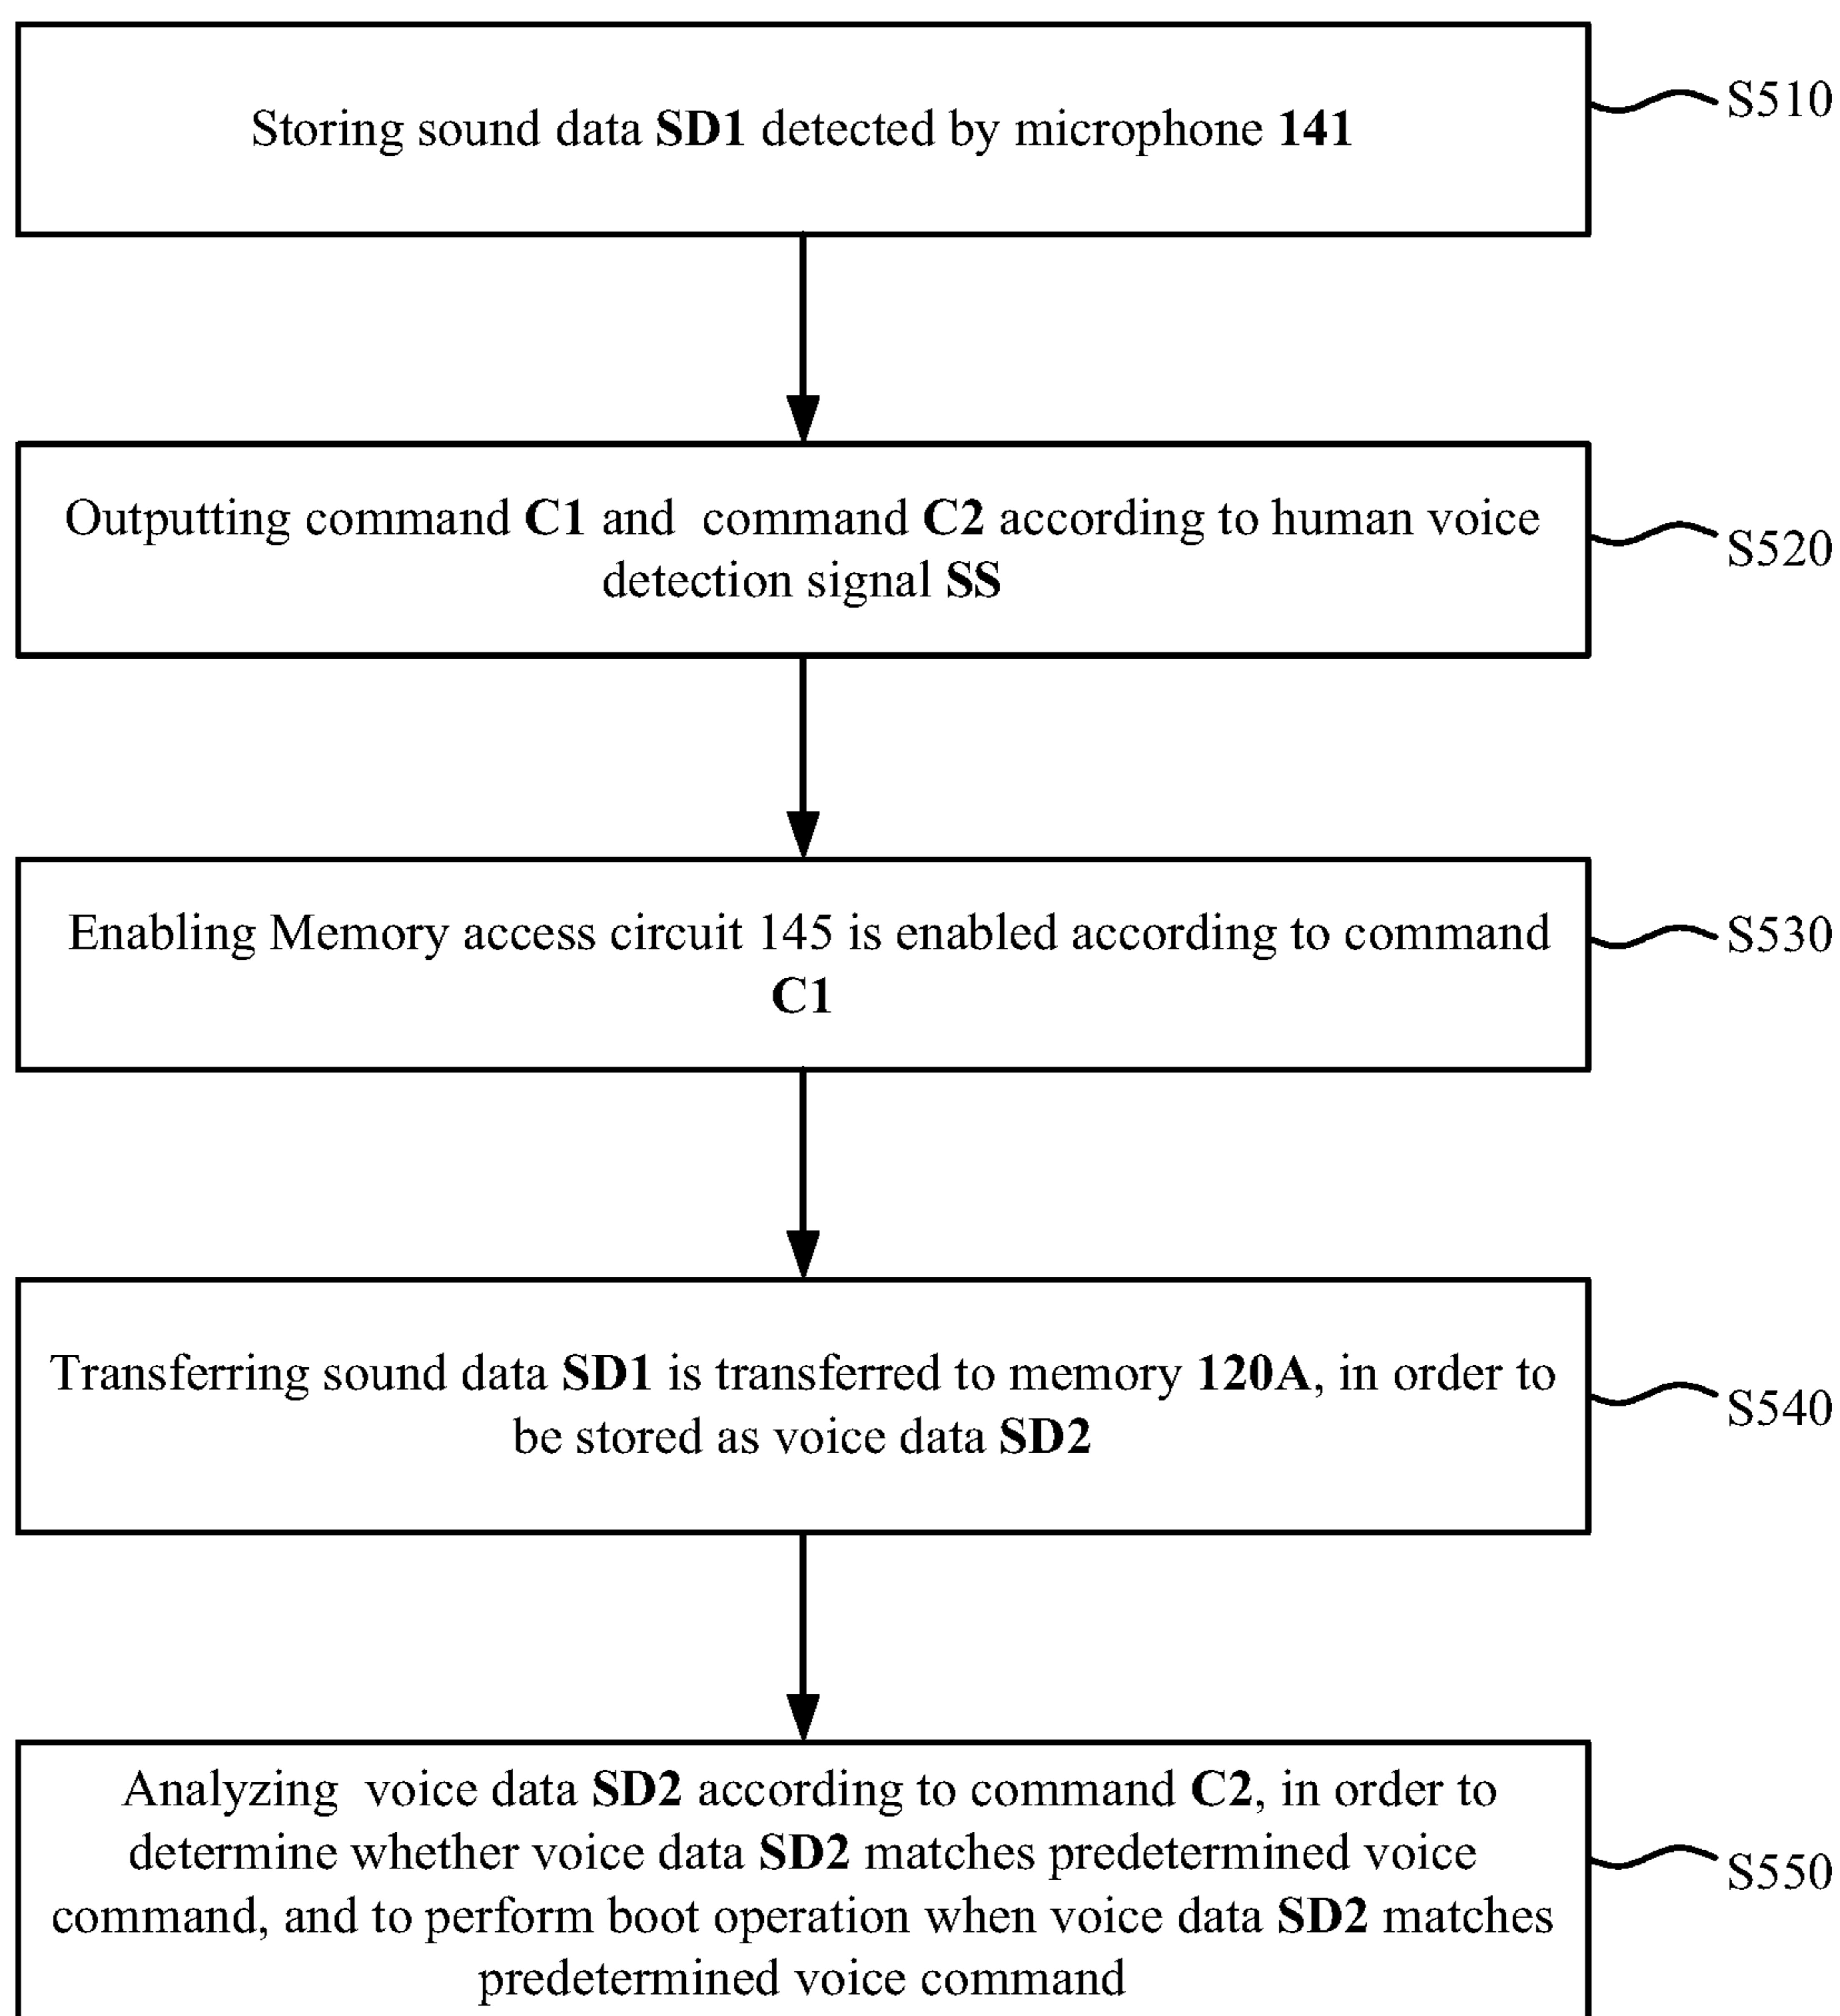 Storing sound data SD1 detected by microphone 141
S510
Outputting command C1 and command C2 according to human voice
detection signal SS
S520
Enabling Memory access circuit 145 is enabled according to command
C1
S530
Transferring sound data SD1 is transferred to memory 120A, in order to
be stored as voice data SD2
S540
Analyzing voice data SD2 according to command C2, in order to
determine whether voice data SD2 matches predetermined voice
command, and to perform boot operation when voice data SD2 matches
predetermined voice command
S550